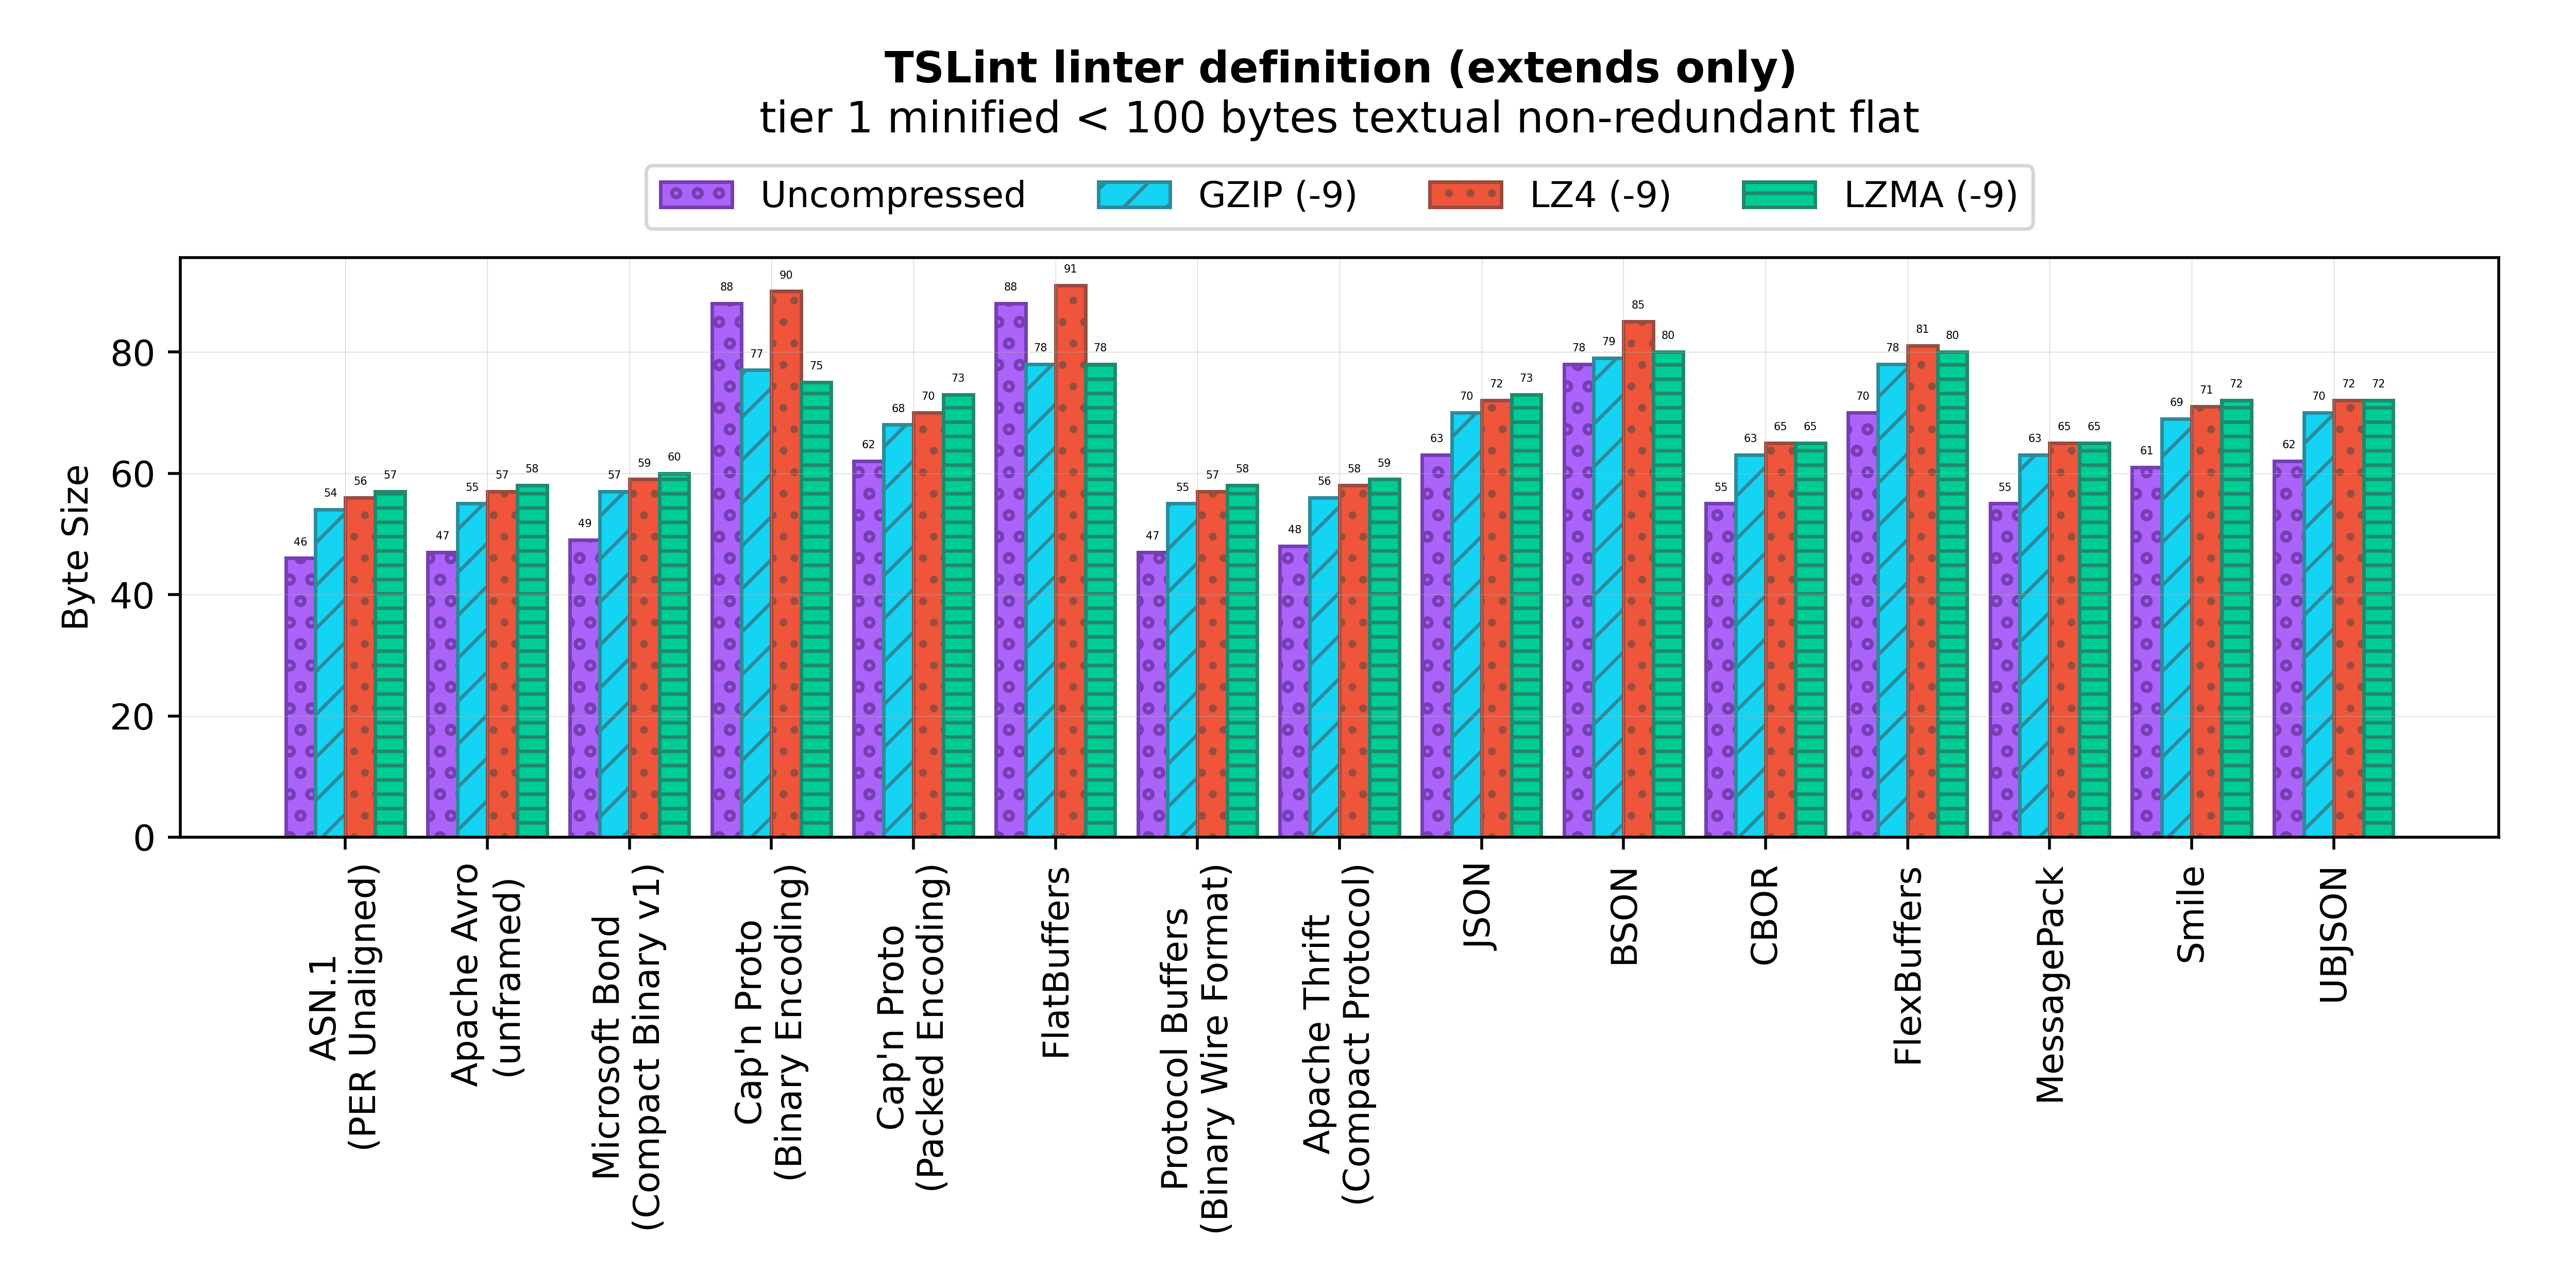 TSLint linter definition (extends only)
tier 1 minified < 100 bytes textual non-redundant flat
Uncompressed GZIP (-9) LZ4 (-9) LZMA (-9)
Byte Size
80
60
40
20
0
46 54 56 57
47 55 57 58
49 57 59 60
88 77 90 75
62 68 70 73
88 78 91 78
47 55 57 58
48 56 58 59
63 70 72 73
78 79 85 80
55 63 65 65
70 78 81 80
55 63 65 65
61 69 71 72
62 70 72 72
ASN.1
(PER Unaligned)
Apache Avro
(unframed)
Microsoft Bond
(Compact Binary v1)
Cap'n Proto
(Binary Encoding)
Cap'n Proto
(Packed Encoding)
FlatBuffers
Protocol Buffers
(Binary Wire Format)
Apache Thrift
(Compact Protocol)
JSON
BSON
CBOR
FlexBuffers
MessagePack
Smile
UBJSON